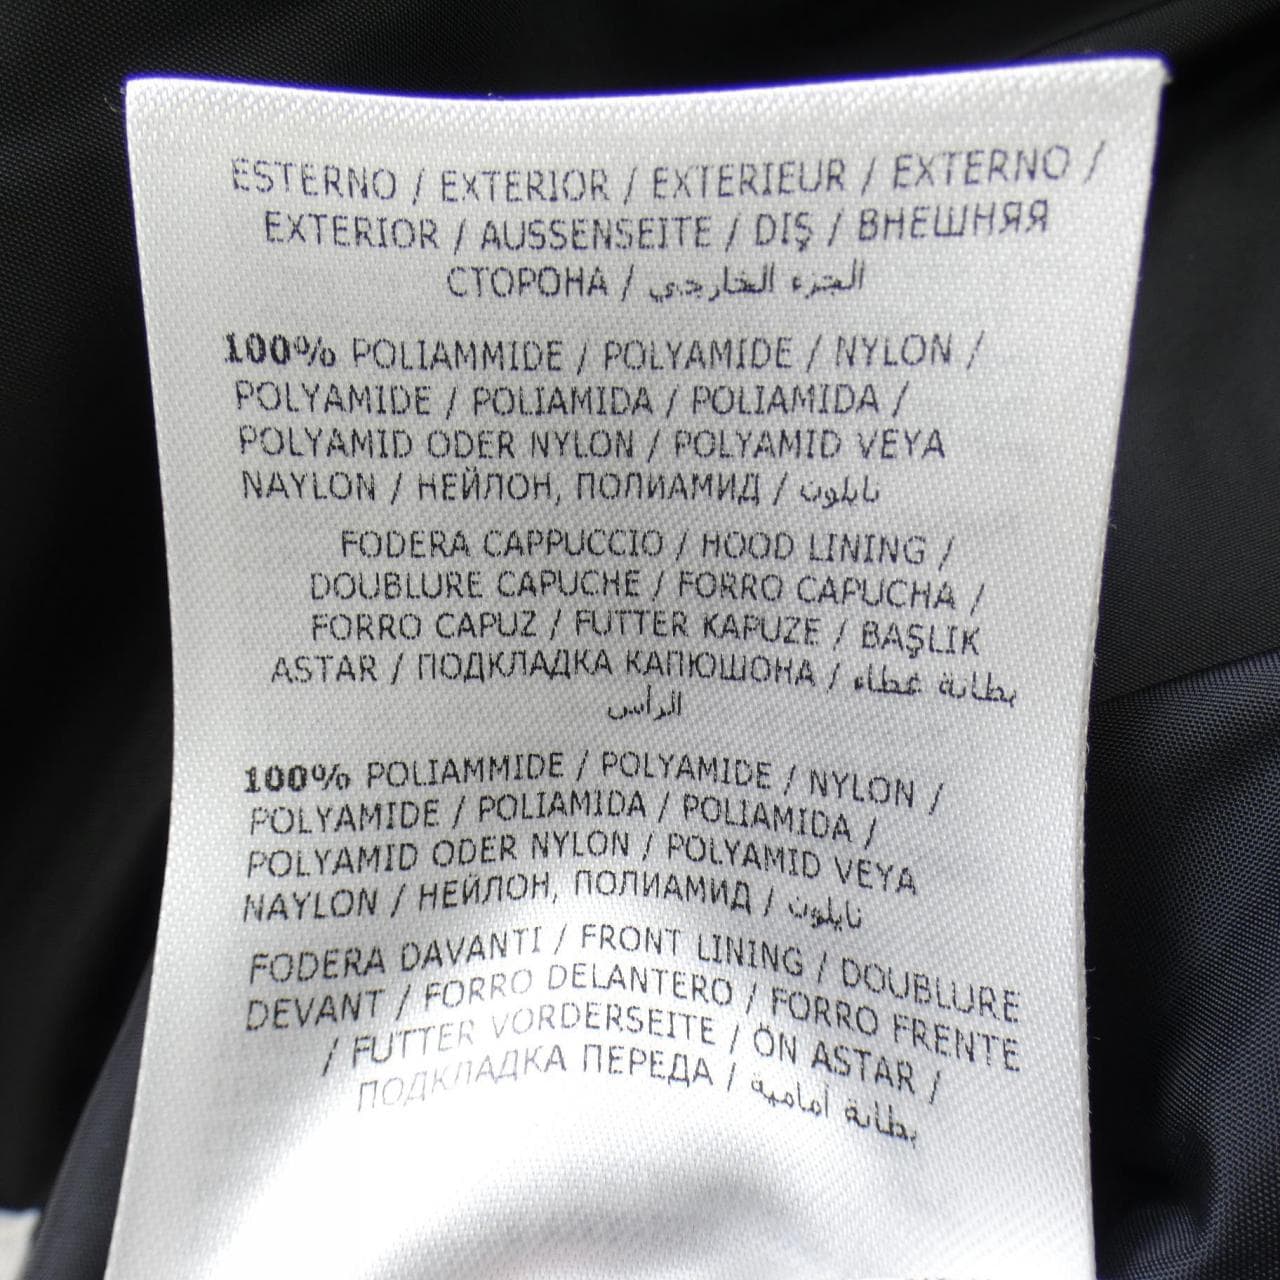 ESTERNO / EXTERIOR / EXTERIEUR / EXTERNO /
EXTERIOR / AUSSENSEITE / DIŞ / ВНЕШНЯЯ
СТОРОНА / الجزء الخارجي
100% POLIAMMIDE / POLYAMIDE / NYLON /
POLYAMIDE / POLIAMIDA / POLIAMIDA /
POLYAMID ODER NYLON / POLYAMID VEYA
NAYLON / НЕЙЛОН, ПОЛИАМИД / نايلون
FODERA CAPPUCCIO / HOOD LINING /
DOUBLURE CAPUCHE / FORRO CAPUCHA /
FORRO CAPUZ / FUTTER KAPUZE / BAŞLIK
ASTAR / ПОДКЛАДКА КАПЮШОНА / بطانة غطاء
الرأس
100% POLIAMMIDE / POLYAMIDE / NYLON /
POLYAMIDE / POLIAMIDA / POLIAMIDA /
POLYAMID ODER NYLON / POLYAMID VEYA
NAYLON / НЕЙЛОН, ПОЛИАМИД / نايلون
FODERA DAVANTI / FRONT LINING / DOUBLURE
DEVANT / FORRO DELANTERO / FORRO FRENTE
/ FUTTER VORDERSEITE / ÖN ASTAR /
ПОДКЛАДКА ПЕРЕДА / بطانة أمامية